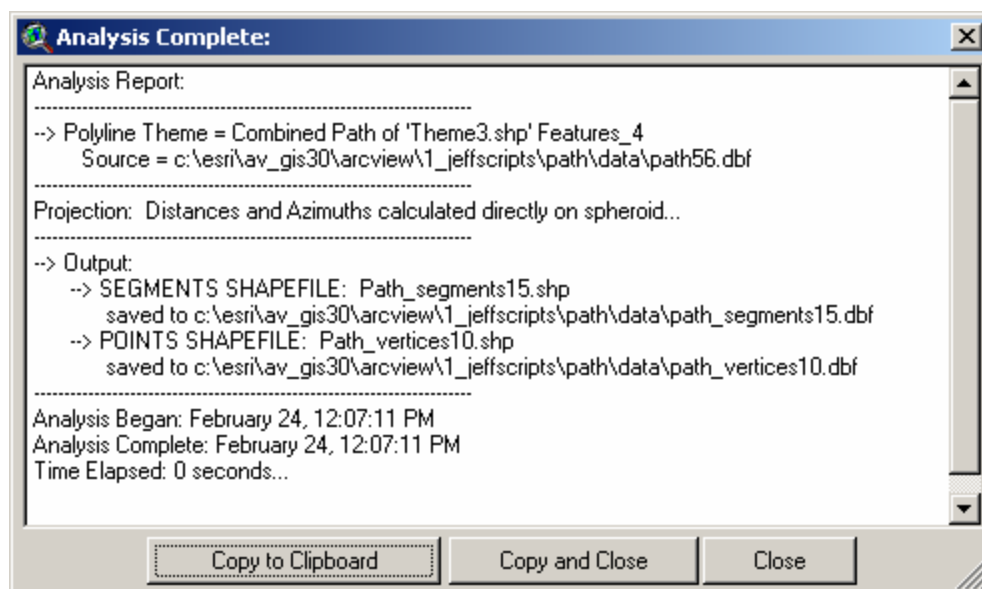 Analysis Complete:
Analysis Report:
--> Polyline Theme = Combined Path of 'Theme3.shp' Features_4
Source = c:\esri\av_gis30\arcview\1_jeffscripts\path\data\path56.dbf
Projection:  Distances and Azimuths calculated directly on spheroid...
--> Output:
--> SEGMENTS SHAPEFILE:  Path_segments15.shp
saved to c:\esri\av_gis30\arcview\1_jeffscripts\path\data\path_segments15.dbf
--> POINTS SHAPEFILE:  Path_vertices10.shp
saved to c:\esri\av_gis30\arcview\1_jeffscripts\path\data\path_vertices10.dbf
Analysis Began: February 24, 12:07:11 PM
Analysis Complete: February 24, 12:07:11 PM
Time Elapsed: 0 seconds...
Copy to Clipboard
Copy and Close
Close